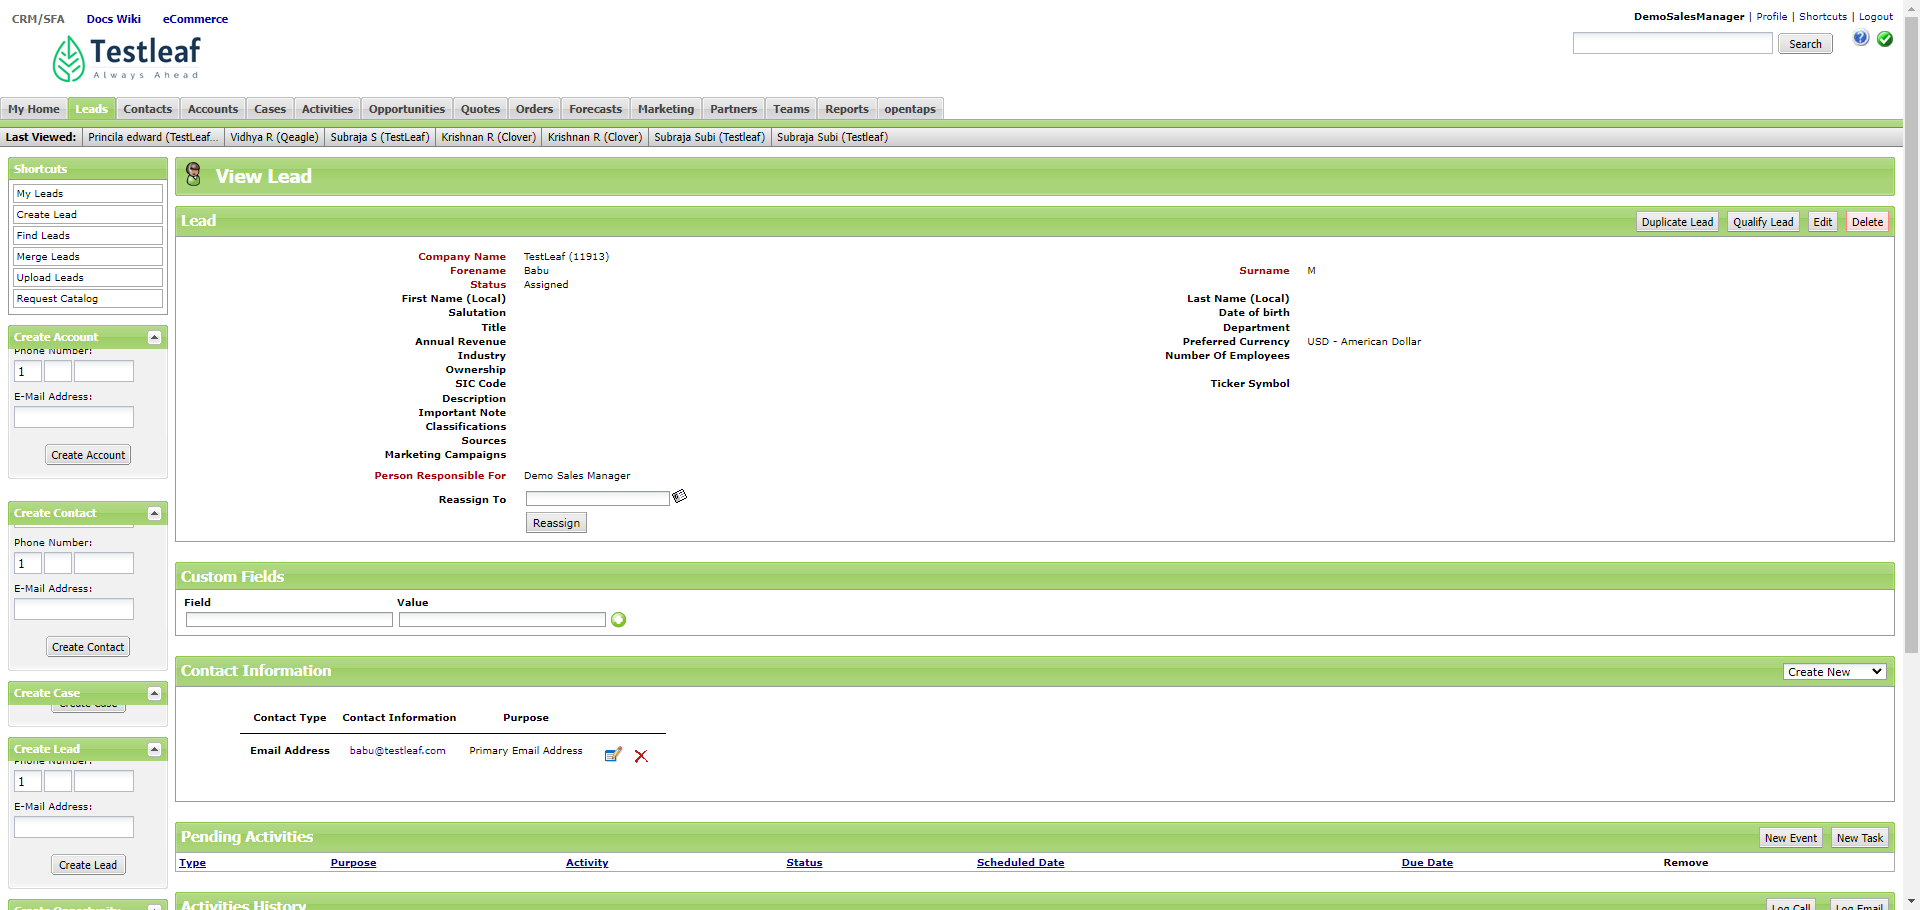 CRM/SFA Docs Wiki eCommerce
DemoSalesManager | Profile | Shortcuts | Logout
Testleaf
Always Ahead
Search
My Home Leads Contacts Accounts Cases Activities Opportunities Quotes Orders Forecasts Marketing Partners Teams Reports opentaps
Last Viewed: Princila edward (TestLeaf... Vidhya R (Qeagle) Subraja S (TestLeaf) Krishnan R (Clover) Krishnan R (Clover) Subraja Subi (Testleaf) Subraja Subi (Testleaf)
Shortcuts
My Leads
Create Lead
Find Leads
Merge Leads
Upload Leads
Request Catalog
Create Account
Phone Number:
1
E-Mail Address:
Create Account
Create Contact
Phone Number:
1
E-Mail Address:
Create Contact
Create Case
Create Case
Create Lead
Phone Number:
1
E-Mail Address:
Create Lead
Create Opportunity
View Lead
Lead Duplicate Lead Qualify Lead Edit Delete
Company Name TestLeaf (11913)
Forename Babu Surname M
Status Assigned
First Name (Local) Last Name (Local)
Salutation Date of birth
Title Department
Annual Revenue Preferred Currency USD - American Dollar
Industry Number Of Employees
Ownership
SIC Code Ticker Symbol
Description
Important Note
Classifications
Sources
Marketing Campaigns
Person Responsible For Demo Sales Manager
Reassign To
Reassign
Custom Fields
Field Value
Contact Information Create New
Contact Type Contact Information Purpose
Email Address babu@testleaf.com Primary Email Address
Pending Activities New Event New Task
Type Purpose Activity Status Scheduled Date Due Date Remove
Activities History Log Call Log Email